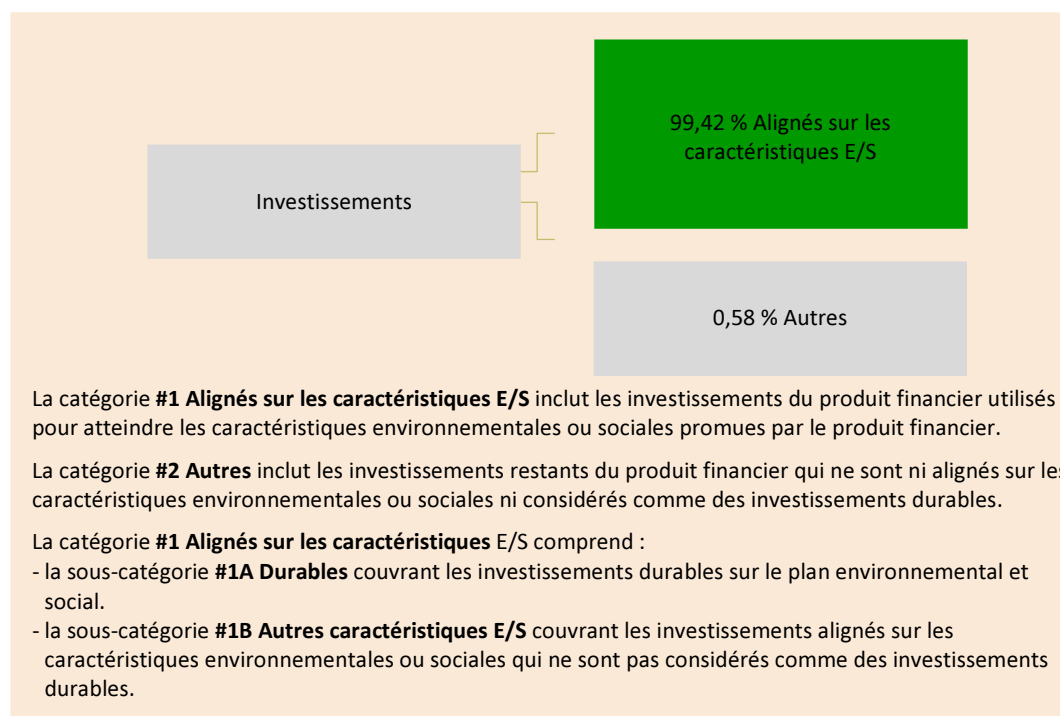 99,42 % Alignés sur les
caractéristiques E/S
Investissements
0,58 % Autres
La catégorie #1 Alignés sur les caractéristiques E/S inclut les investissements du produit financier utilisés
pour atteindre les caractéristiques environnementales ou sociales promues par le produit financier.
La catégorie #2 Autres inclut les investissements restants du produit financier qui ne sont ni alignés sur les
caractéristiques environnementales ou sociales ni considérés comme des investissements durables.
La catégorie #1 Alignés sur les caractéristiques E/S comprend :
- la sous-catégorie #1A Durables couvrant les investissements durables sur le plan environnemental et
social.
- la sous-catégorie #1B Autres caractéristiques E/S couvrant les investissements alignés sur les
caractéristiques environnementales ou sociales qui ne sont pas considérés comme des investissements
durables.